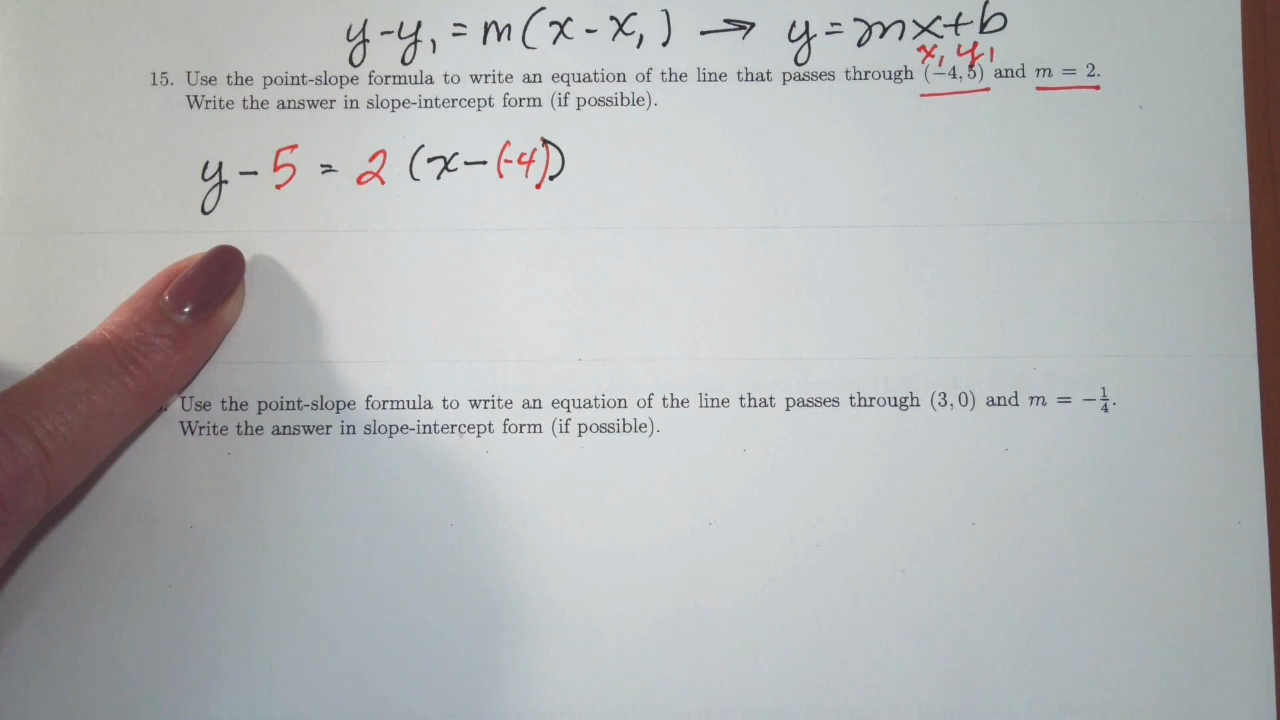 y-y₁ = m(x-x₁) → y=mx+b
x₁ y₁
15. Use the point-slope formula to write an equation of the line that passes through (−4, 5) and m = 2.
Write the answer in slope-intercept form (if possible).
y - 5 = 2 (x-(-4))
. Use the point-slope formula to write an equation of the line that passes through (3, 0) and m = −1/4.
Write the answer in slope-intercept form (if possible).